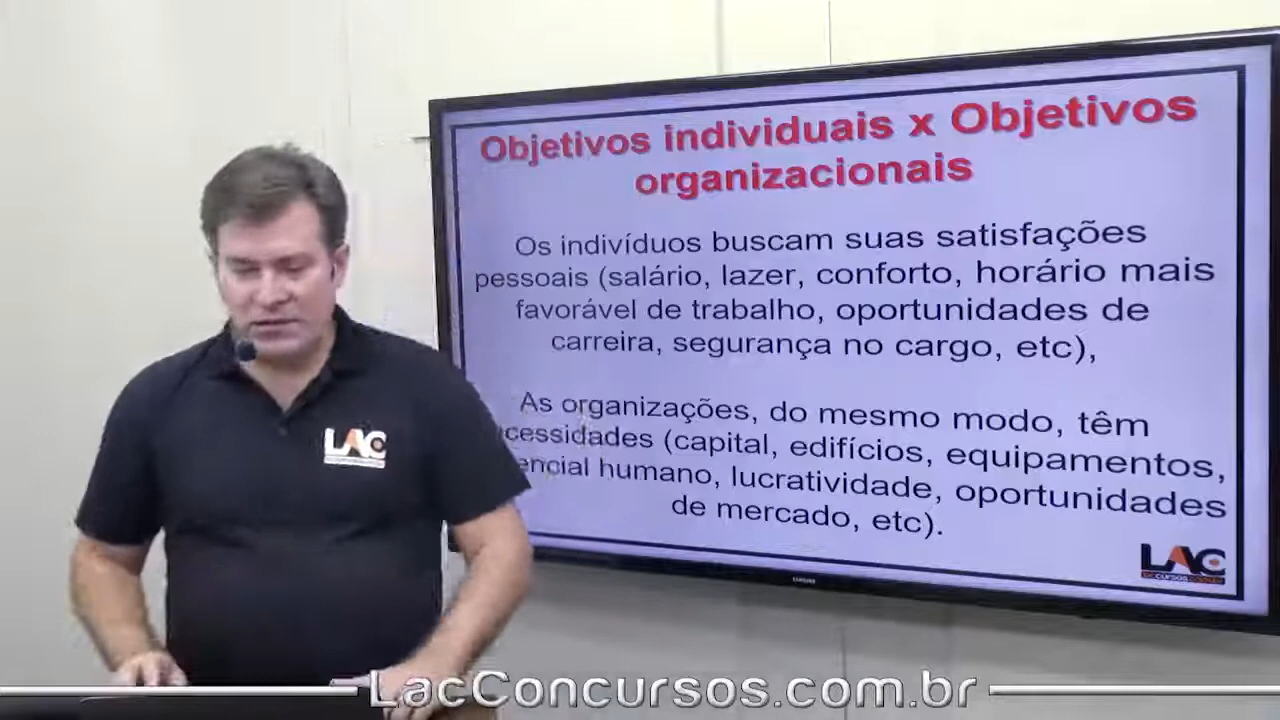 Objetivos individuais x Objetivos
organizacionais
Os indivíduos buscam suas satisfações
pessoais (salário, lazer, conforto, horário mais
favorável de trabalho, oportunidades de
carreira, segurança no cargo, etc),
As organizações, do mesmo modo, têm
cessidades (capital, edifícios, equipamentos,
encial humano, lucratividade, oportunidades
de mercado, etc).
LAC
LAC
LacConcursos.com.br